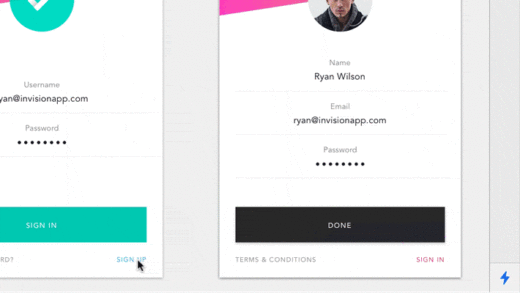 Username
yan@invisionapp.com
Password
SIGN IN
RD?
SIGN UP
Name
Ryan Wilson
Email
ryan@invisionapp.com
Password
DONE
TERMS & CONDITIONS
SIGN IN